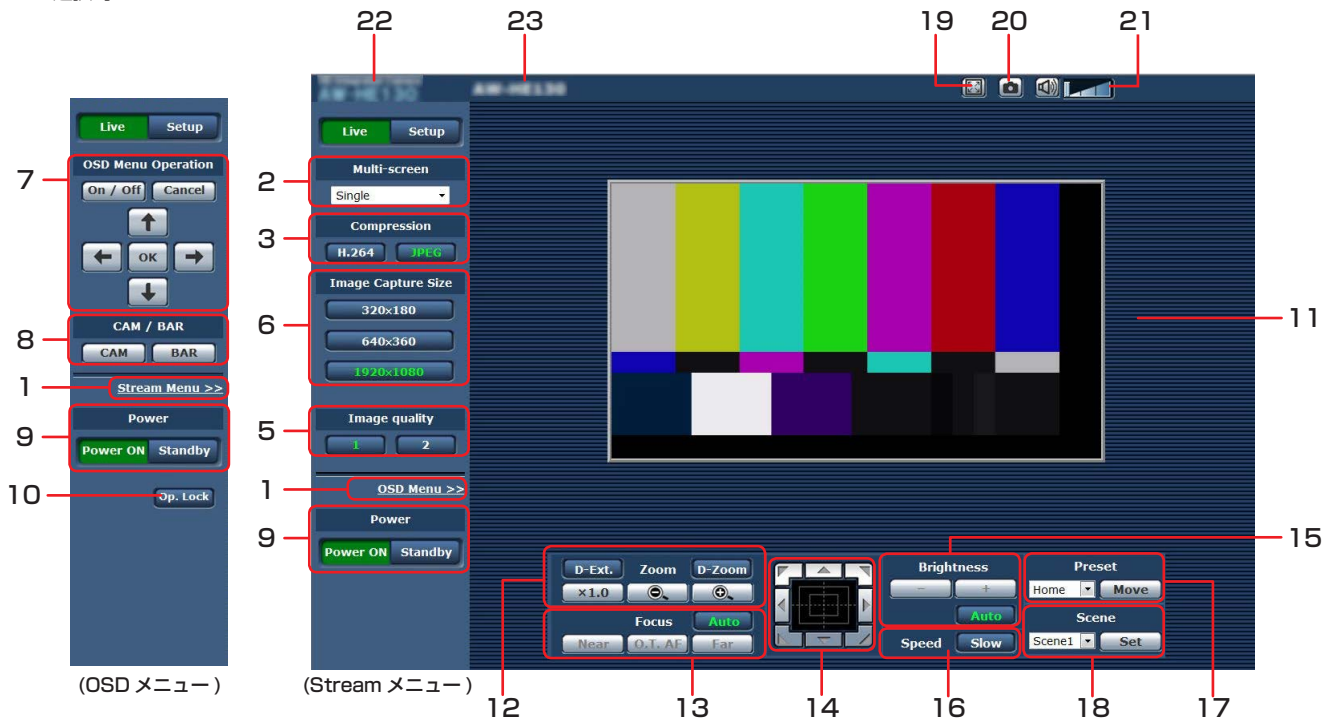 22
23
19
20
21
Live Setup
OSD Menu Operation
On / Off Cancel
OK
7
CAM / BAR
CAM BAR
8
Stream Menu >>
1
Power
Power ON Standby
9
Op. Lock
10
(OSD メニュー)
AW-HE130
AW-HE130
Live Setup
Multi-screen
Single
2
Compression
H.264 JPEG
3
Image Capture Size
320×180
640×360
1920×1080
6
Image quality
1 2
5
OSD Menu >>
1
Power
Power ON Standby
9
(Stream メニュー)
11
D-Ext. Zoom D-Zoom
×1.0
Focus Auto
Near O.T. AF Far
Brightness
- +
Auto
Speed Slow
15
Preset
Home Move
Scene
Scene1 Set
12
13
14
16
18
17